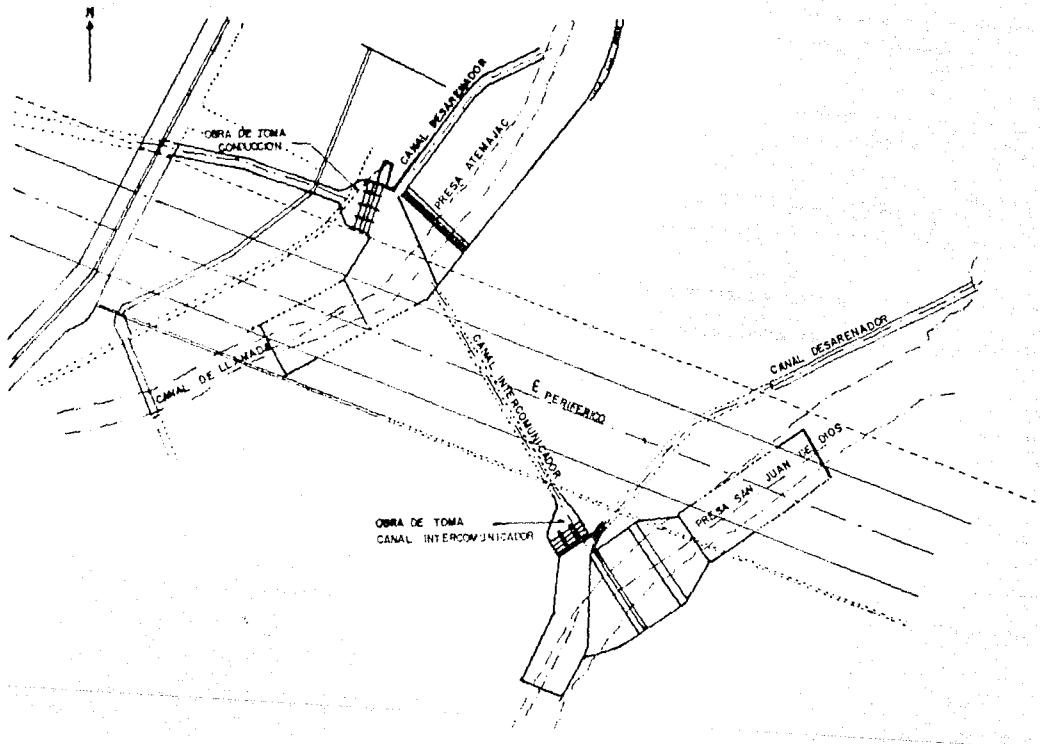 N
OBRA DE TOMA
CONDUCCION
CANAL DESARENADOR
PRESA ATEMAJAC
CANAL DE LLAMADA
CANAL INTERCOMUNICADOR
℄ PERIFERICO
CANAL DESARENADOR
PRESA SAN JUAN DE DIOS
OBRA DE TOMA
CANAL INTERCOMUNICADOR